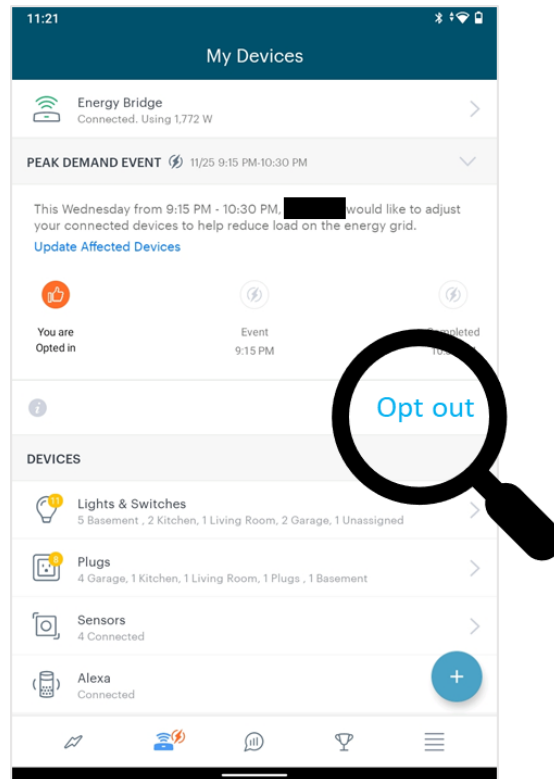 11:21
My Devices
Energy Bridge
Connected. Using 1,772 W
PEAK DEMAND EVENT 11/25 9:15 PM-10:30 PM
This Wednesday from 9:15 PM - 10:30 PM, would like to adjust
your connected devices to help reduce load on the energy grid.
Update Affected Devices
You are
Opted in
Event
9:15 PM
Completed
Opt out
DEVICES
11
Lights & Switches
5 Basement , 2 Kitchen, 1 Living Room, 2 Garage, 1 Unassigned
Plugs
4 Garage, 1 Kitchen, 1 Living Room, 1 Plugs , 1 Basement
Sensors
4 Connected
Alexa
Connected
+